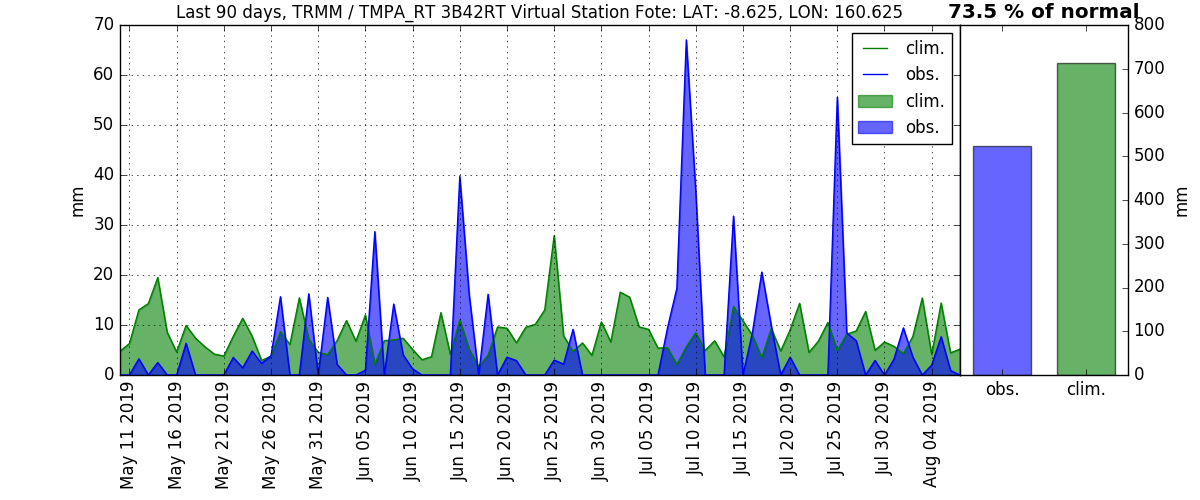 Last 90 days, TRMM / TMPA_RT 3B42RT Virtual Station Fote: LAT: -8.625, LON: 160.625
73.5 % of normal
70
60
50
40
30
20
10
0
mm
clim.
obs.
clim.
obs.
800
700
600
500
400
300
200
100
0
mm
obs.
clim.
May 11 2019
May 16 2019
May 21 2019
May 26 2019
May 31 2019
Jun 05 2019
Jun 10 2019
Jun 15 2019
Jun 20 2019
Jun 25 2019
Jun 30 2019
Jul 05 2019
Jul 10 2019
Jul 15 2019
Jul 20 2019
Jul 25 2019
Jul 30 2019
Aug 04 2019